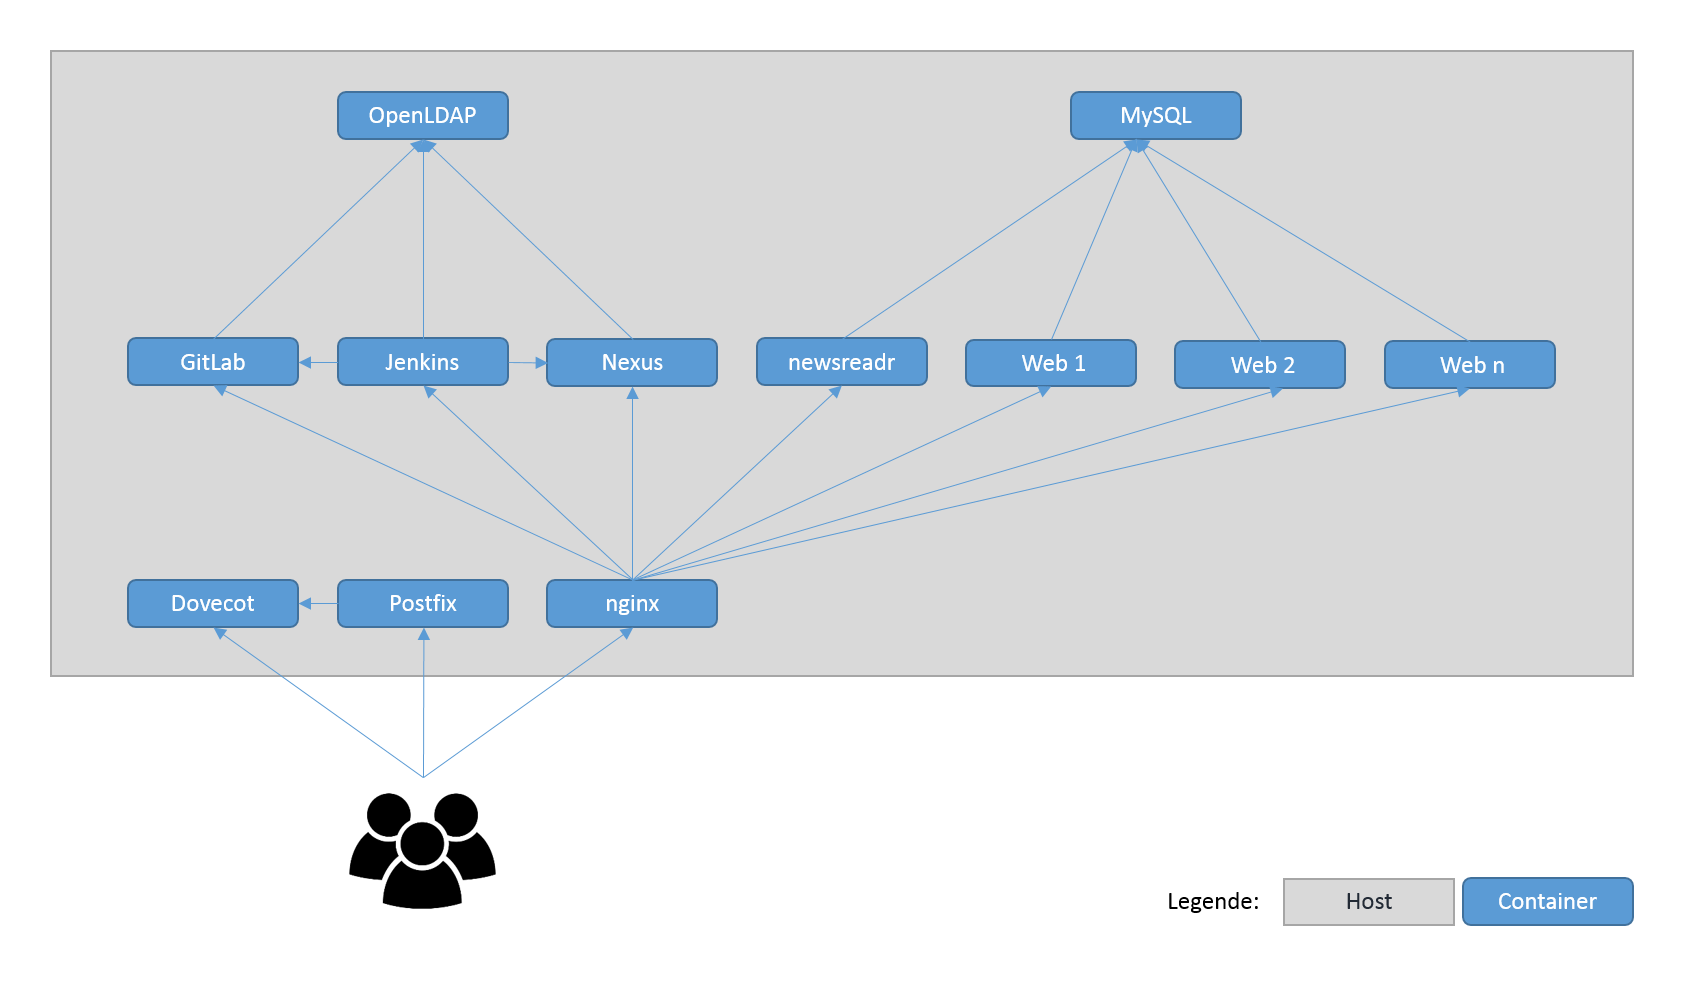 OpenLDAP
MySQL
GitLab
Jenkins
Nexus
newsreadr
Web 1
Web 2
Web n
Dovecot
Postfix
nginx
Legende:
Host
Container